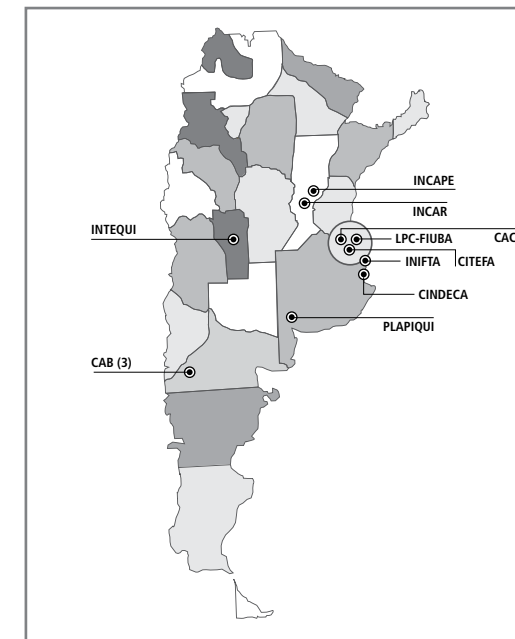 INCAPE
INCAR
INTEQUI
LPC-FIUBA
CAC
INIFTA
CITEFA
CINDECA
PLAPIQUI
CAB (3)